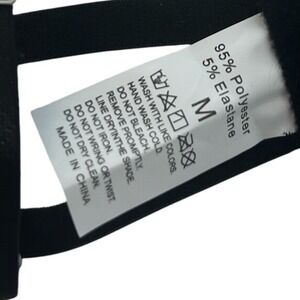 95% Polyester
5% Elastane
M
WASH WITH LIKE COLORS.
HAND WASH COLD.
DO NOT BLEACH.
REMOVE PROMPTLY.
LINE DRY IN THE SHADE.
DO NOT IRON.
DO NOT WRING OR TWIST.
DO NOT DRY CLEAN.
MADE IN CHINA